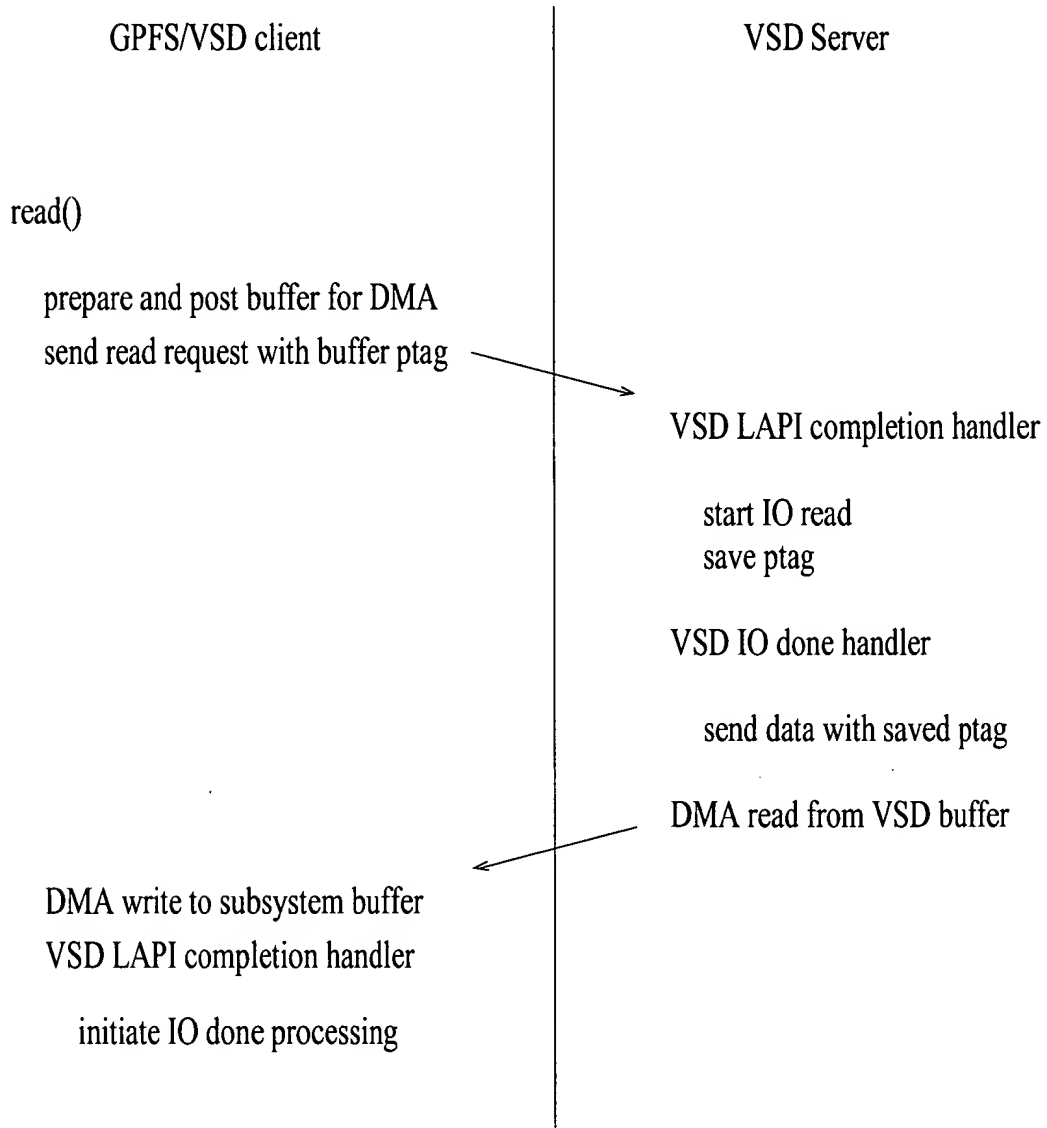 GPFS/VSD client
VSD Server
read()
prepare and post buffer for DMA
send read request with buffer ptag
VSD LAPI completion handler
start IO read
save ptag
VSD IO done handler
send data with saved ptag
DMA read from VSD buffer
DMA write to subsystem buffer
VSD LAPI completion handler
initiate IO done processing